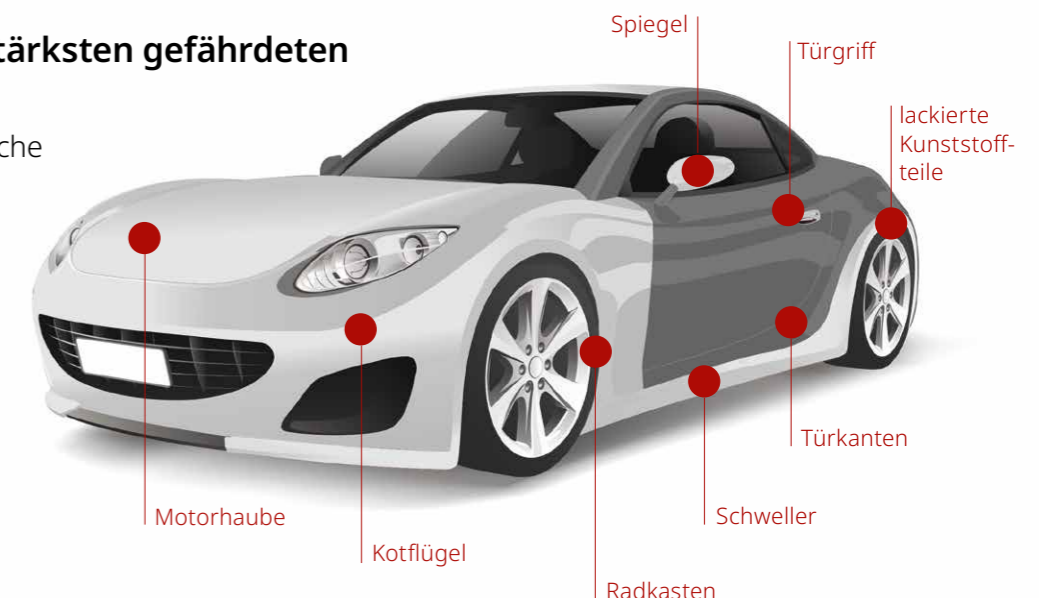 tärksten gefährdeten
che
Spiegel
Türgriff
lackierte
Kunststoff-
teile
Türkanten
Schweller
Motorhaube
Kotflügel
Radkasten